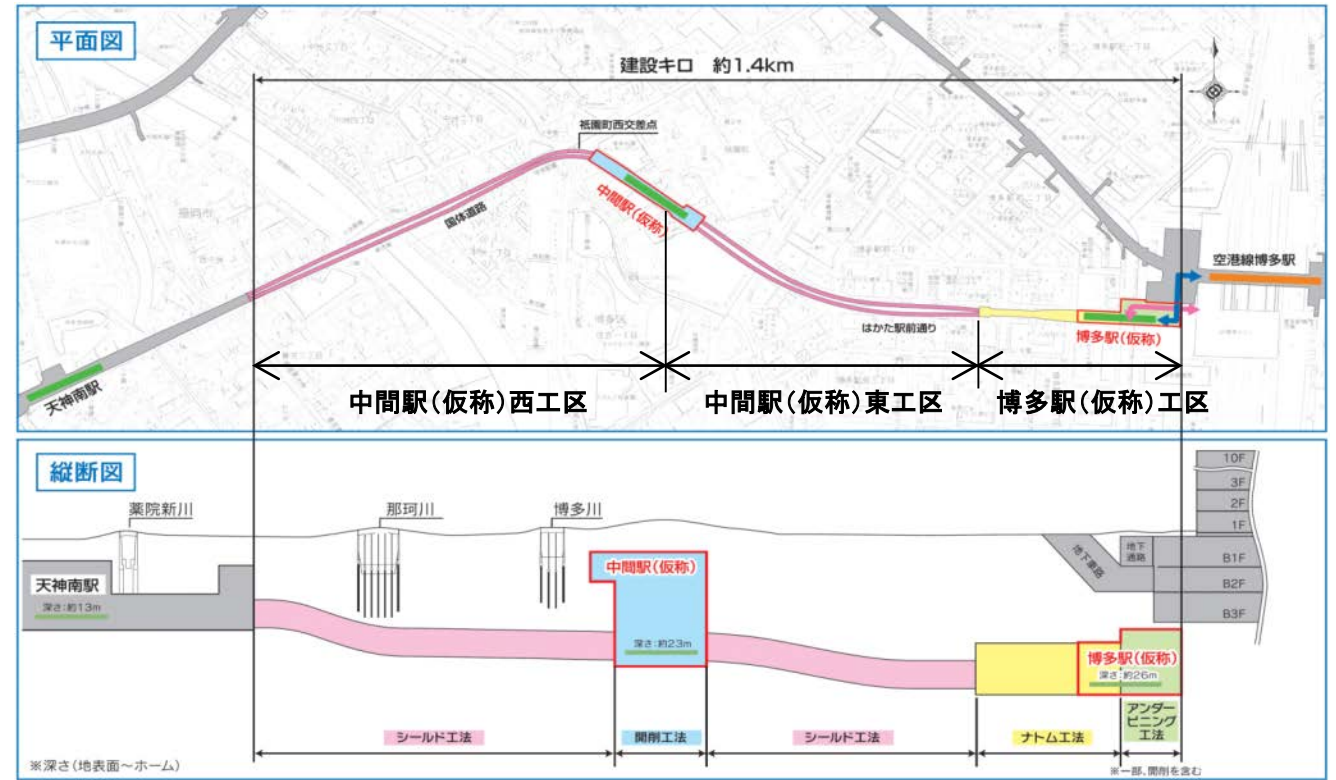 平面図
建設キロ 約1.4km
祇園町西交差点
国体道路
中間駅(仮称)
空港線博多駅
はかた駅前通り
博多駅(仮称)
天神南駅
中間駅(仮称)西工区
中間駅(仮称)東工区
博多駅(仮称)工区
縦断図
薬院新川
那珂川
博多川
10F
3F
2F
1F
B1F
B2F
B3F
地下車路
地下
通路
天神南駅
深さ:約13m
中間駅(仮称)
深さ:約23m
博多駅(仮称)
深さ:約26m
シールド工法
開削工法
シールド工法
ナトム工法
アンダー
ピニング
工法
※深さ(地表面~ホーム)
※一部、開削を含む